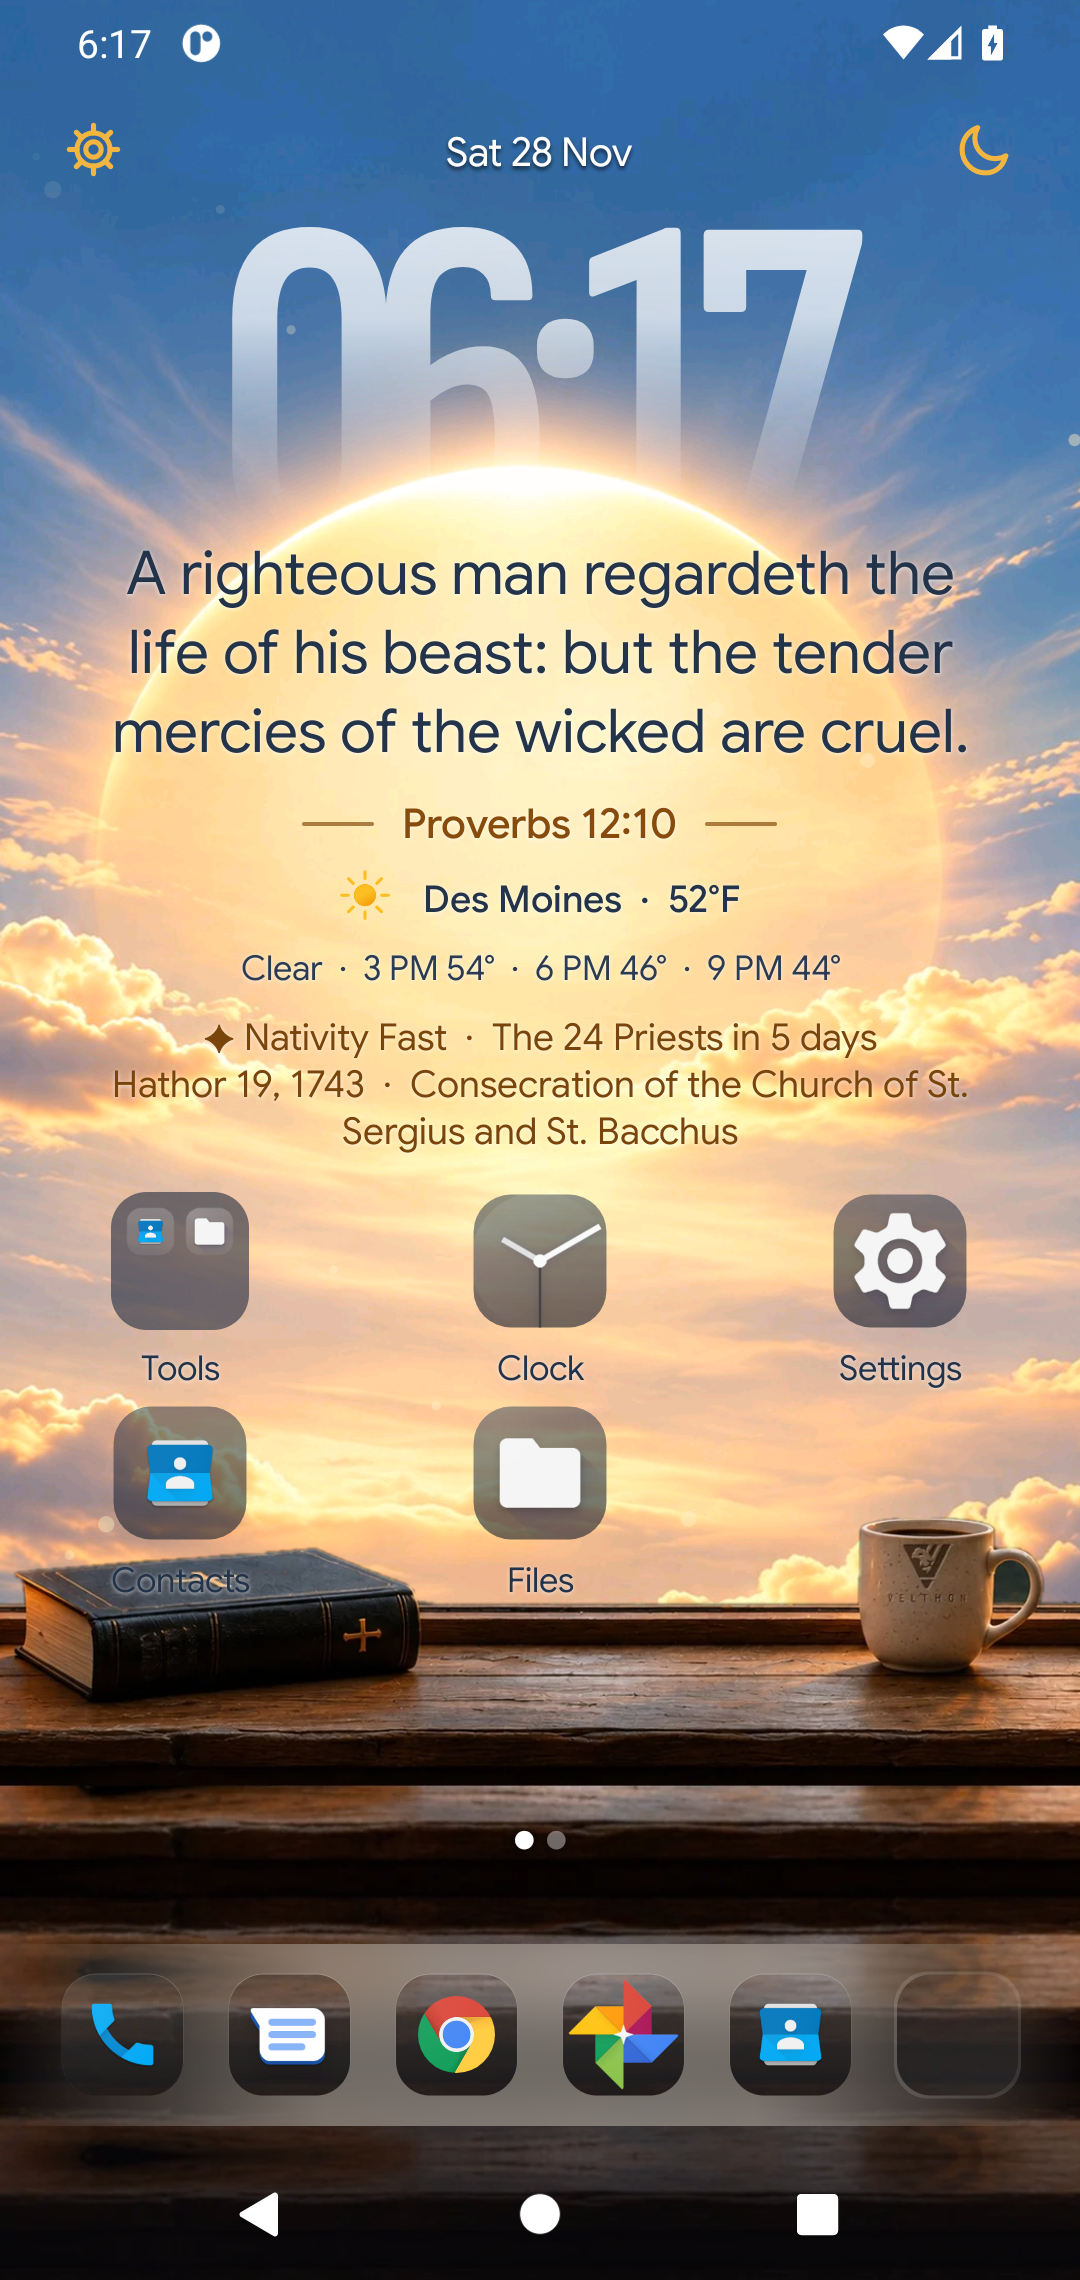 6:17
Sat 28 Nov
06:17
A righteous man regardeth the
life of his beast: but the tender
mercies of the wicked are cruel.
Proverbs 12:10
Des Moines · 52°F
Clear · 3 PM 54° · 6 PM 46° · 9 PM 44°
✦ Nativity Fast · The 24 Priests in 5 days
Hathor 19, 1743 · Consecration of the Church of St.
Sergius and St. Bacchus
Tools
Clock
Settings
Contacts
Files
VELTHON